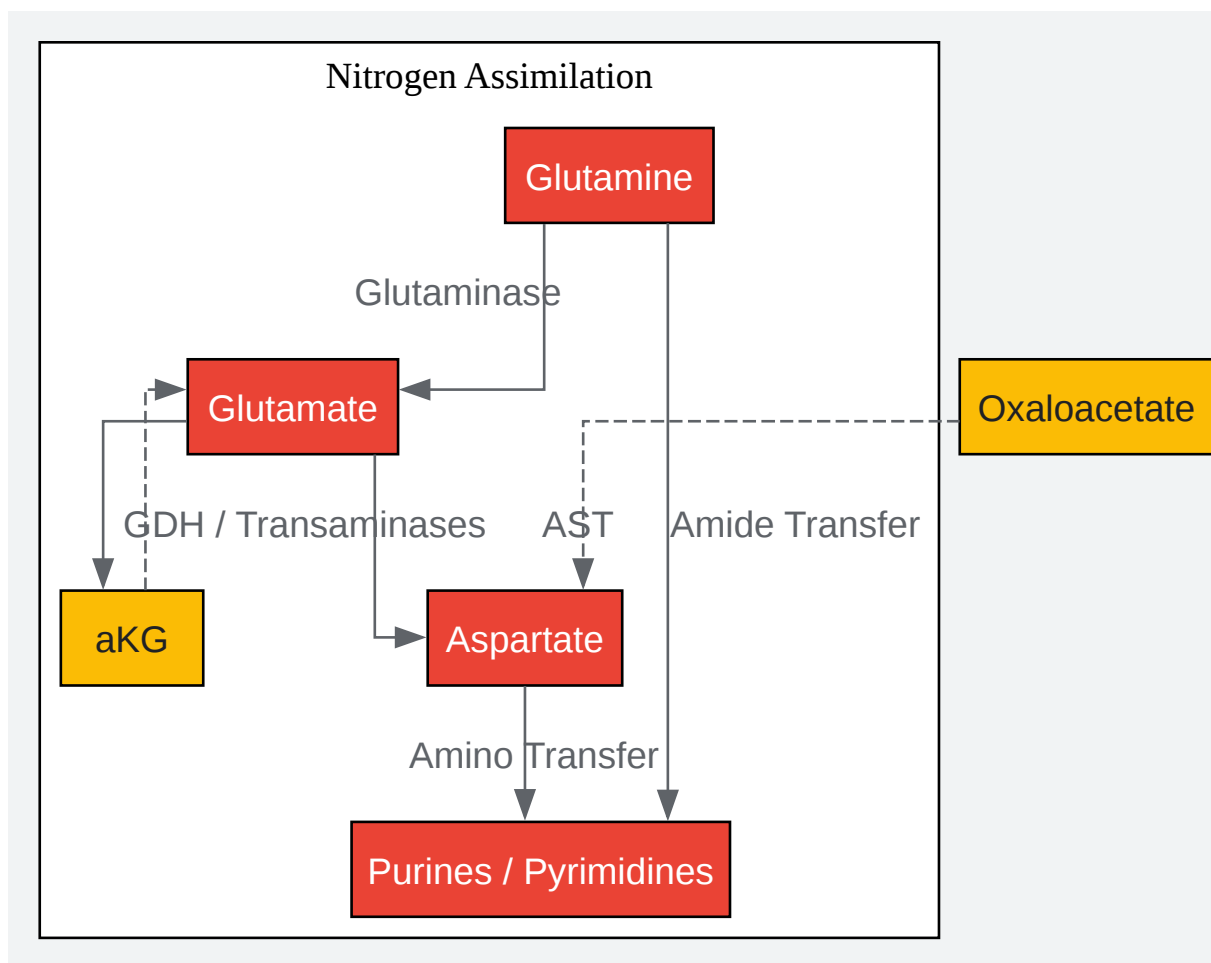 Nitrogen Assimilation
Glutamine
Glutaminase
Glutamate
Oxaloacetate
GDH / Transaminases
AST
Amide Transfer
aKG
Aspartate
Amino Transfer
Purines / Pyrimidines